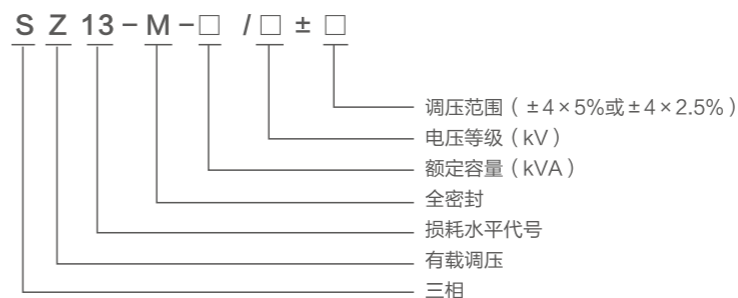 SZ13-M-□/□±□
调压范围（±4×5%或±4×2.5%）
电压等级（kV）
额定容量（kVA）
全密封
损耗水平代号
有载调压
三相